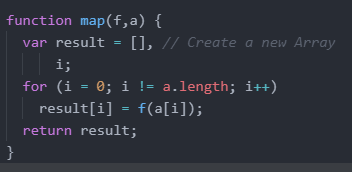 function map(f,a) {
  var result = [], // Create a new Array
      i;
  for (i = 0; i != a.length; i++)
    result[i] = f(a[i]);
  return result;
}